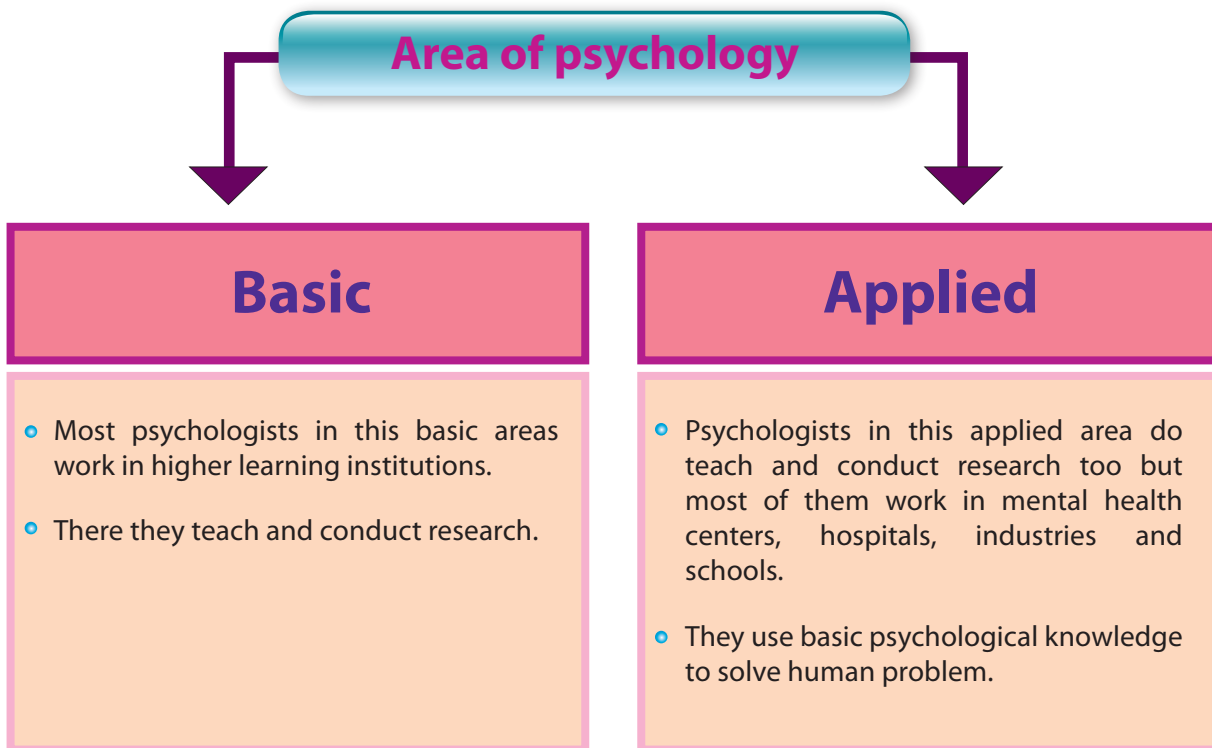 Area of psychology
Basic
Most psychologists in this basic areas
work in higher learning institutions.
There they teach and conduct research.
Applied
Psychologists in this applied area do
teach and conduct research too but
most of them work in mental health
centers, hospitals, industries and
schools.
They use basic psychological knowledge
to solve human problem.